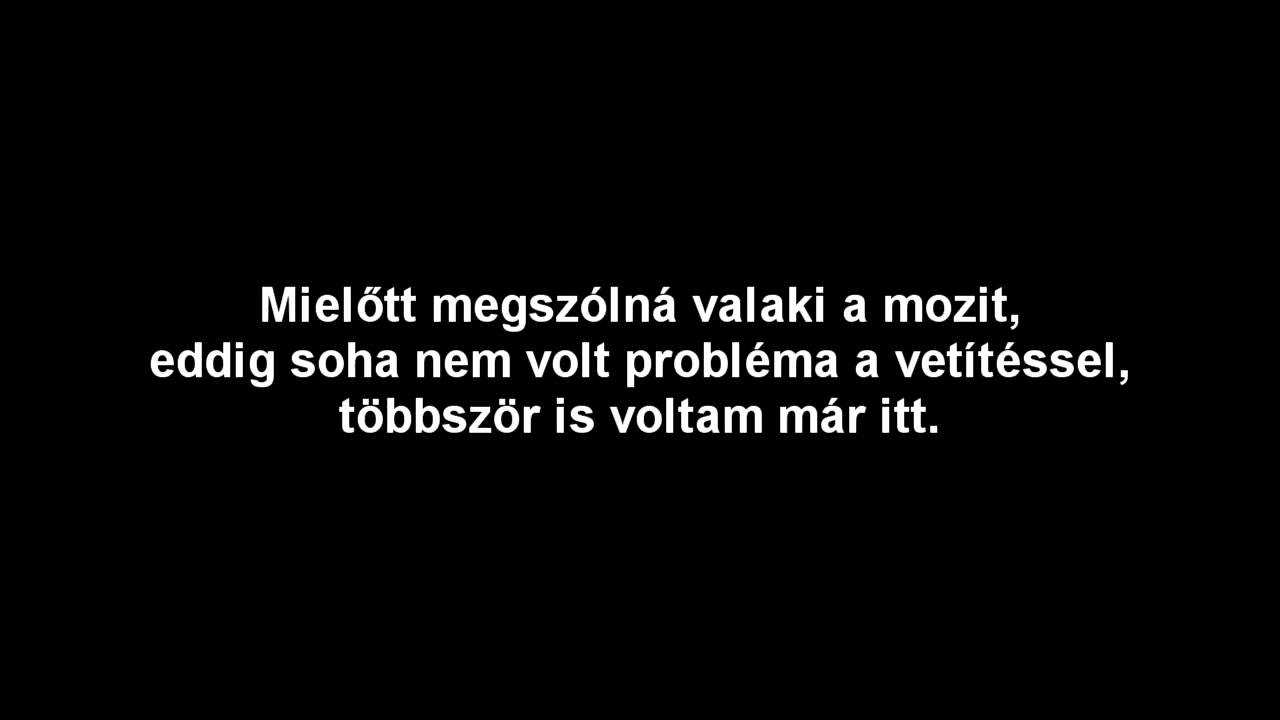 Mielőtt megszólná valaki a mozit,
eddig soha nem volt probléma a vetítéssel,
többször is voltam már itt.